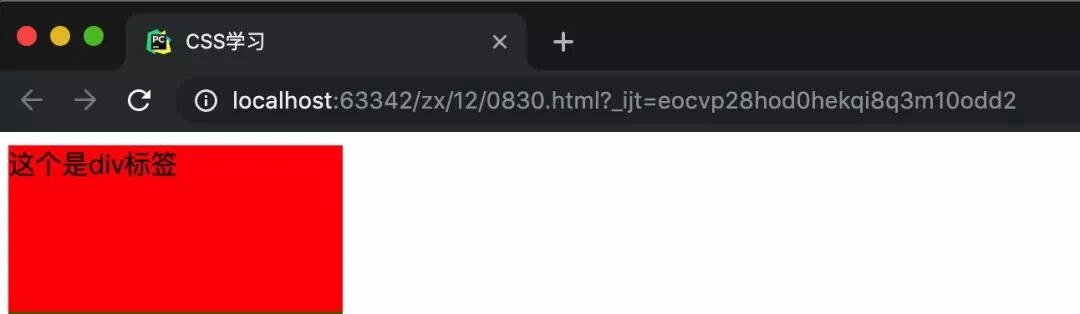 PC
CSS学习
localhost:63342/zx/12/0830.html?_ijt=eocvp28hod0hekqi8q3m10odd2
这个是div标签